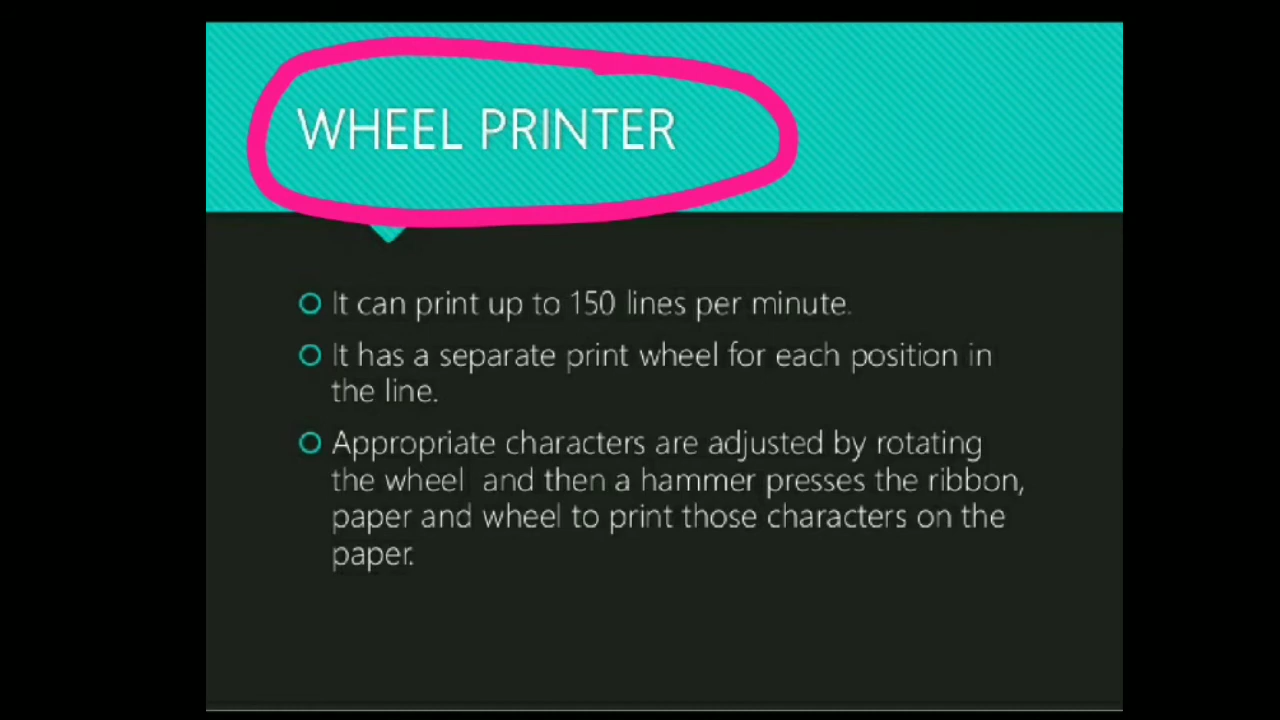 WHEEL PRINTER
It can print up to 150 lines per minute.
It has a separate print wheel for each position in
the line.
Appropriate characters are adjusted by rotating
the wheel  and then a hammer presses the ribbon,
paper and wheel to print those characters on the
paper.